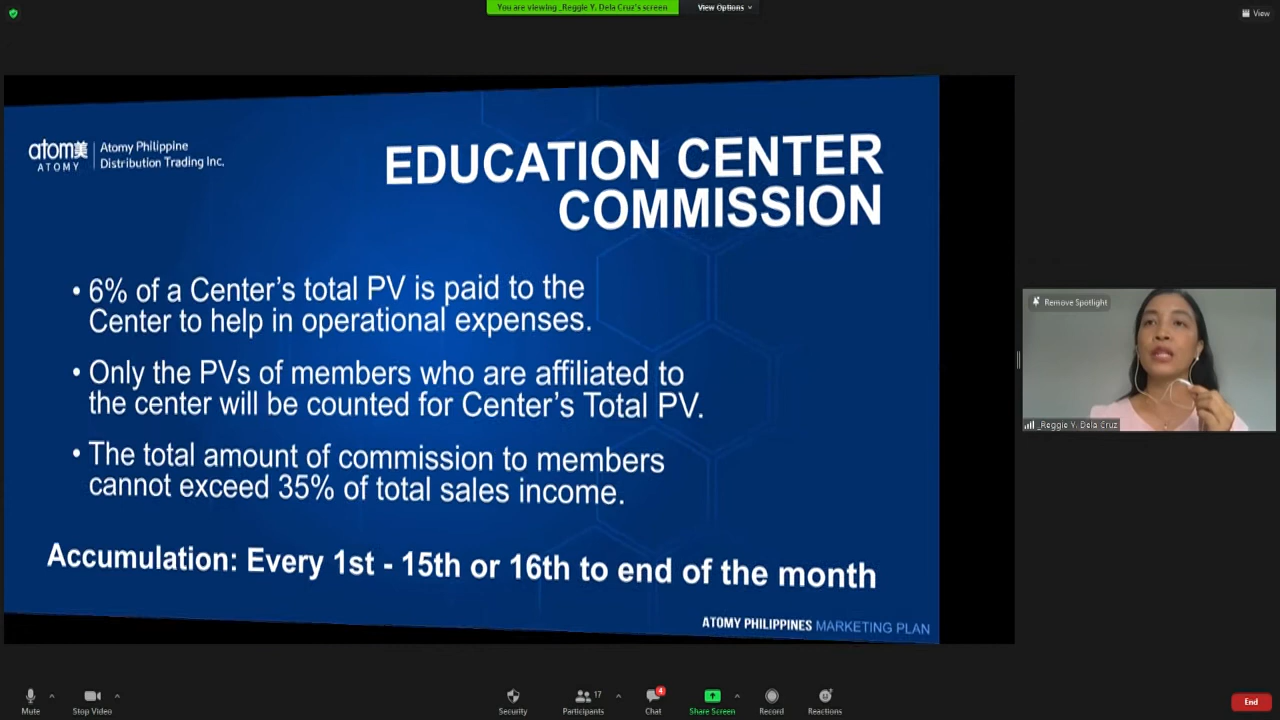 You are viewing _Reggie Y. Dela Cruz's screen
View Options
View
atom美
ATOMY
Atomy Philippine
Distribution Trading Inc.
EDUCATION CENTER
COMMISSION
• 6% of a Center's total PV is paid to the
Center to help in operational expenses.
• Only the PVs of members who are affiliated to
the center will be counted for Center's Total PV.
• The total amount of commission to members
cannot exceed 35% of total sales income.
Accumulation: Every 1st - 15th or 16th to end of the month
ATOMY PHILIPPINES MARKETING PLAN
Remove Spotlight
_Reggie Y. Dela Cruz
Mute
Stop Video
Security
Participants
17
Chat
4
Share Screen
Record
Reactions
End